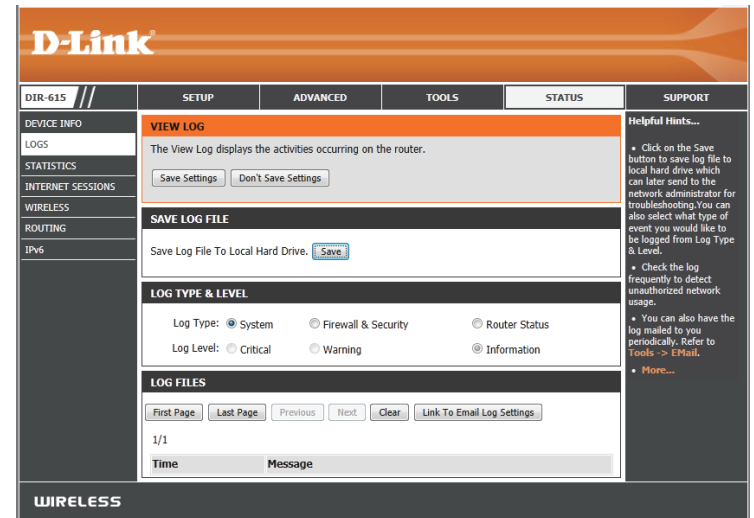 D-Link
DIR-615
SETUP
ADVANCED
TOOLS
STATUS
SUPPORT
DEVICE INFO
LOGS
STATISTICS
INTERNET SESSIONS
WIRELESS
ROUTING
IPv6
VIEW LOG
The View Log displays the activities occurring on the router.
Save Settings Don't Save Settings
SAVE LOG FILE
Save Log File To Local Hard Drive. Save
LOG TYPE & LEVEL
Log Type: System Firewall & Security Router Status
Log Level: Critical Warning Information
LOG FILES
First Page Last Page Previous Next Clear Link To Email Log Settings
1/1
Time Message
Helpful Hints...
• Click on the Save
button to save log file to
local hard drive which
can later send to the
network administrator for
troubleshooting.You can
also select what type of
event you would like to
be logged from Log Type
& Level.
• Check the log
frequently to detect
unauthorized network
usage.
• You can also have the
log mailed to you
periodically. Refer to
Tools -> EMail.
• More...
WIRELESS